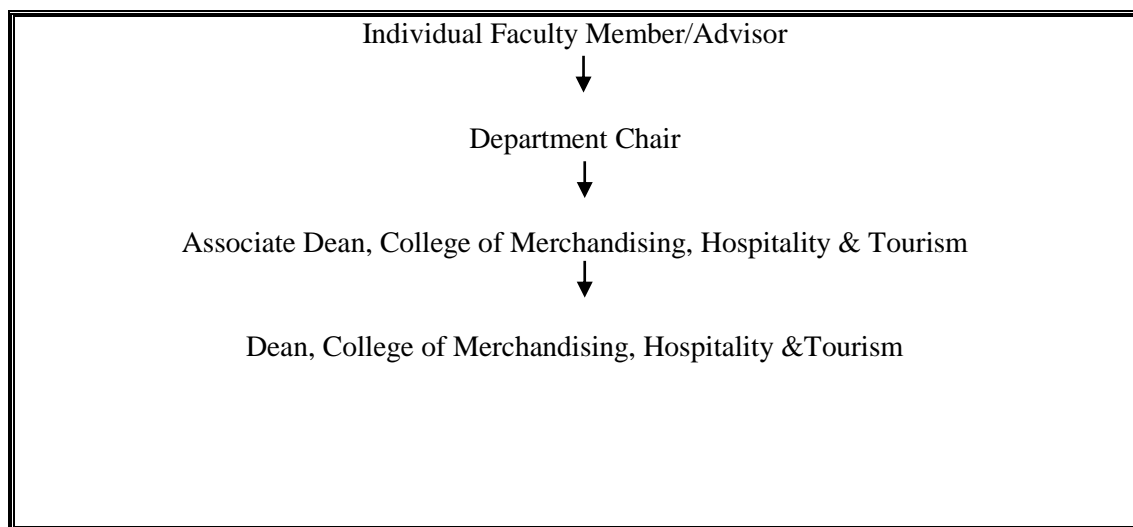 Individual Faculty Member/Advisor
Department Chair
Associate Dean, College of Merchandising, Hospitality & Tourism
Dean, College of Merchandising, Hospitality &Tourism